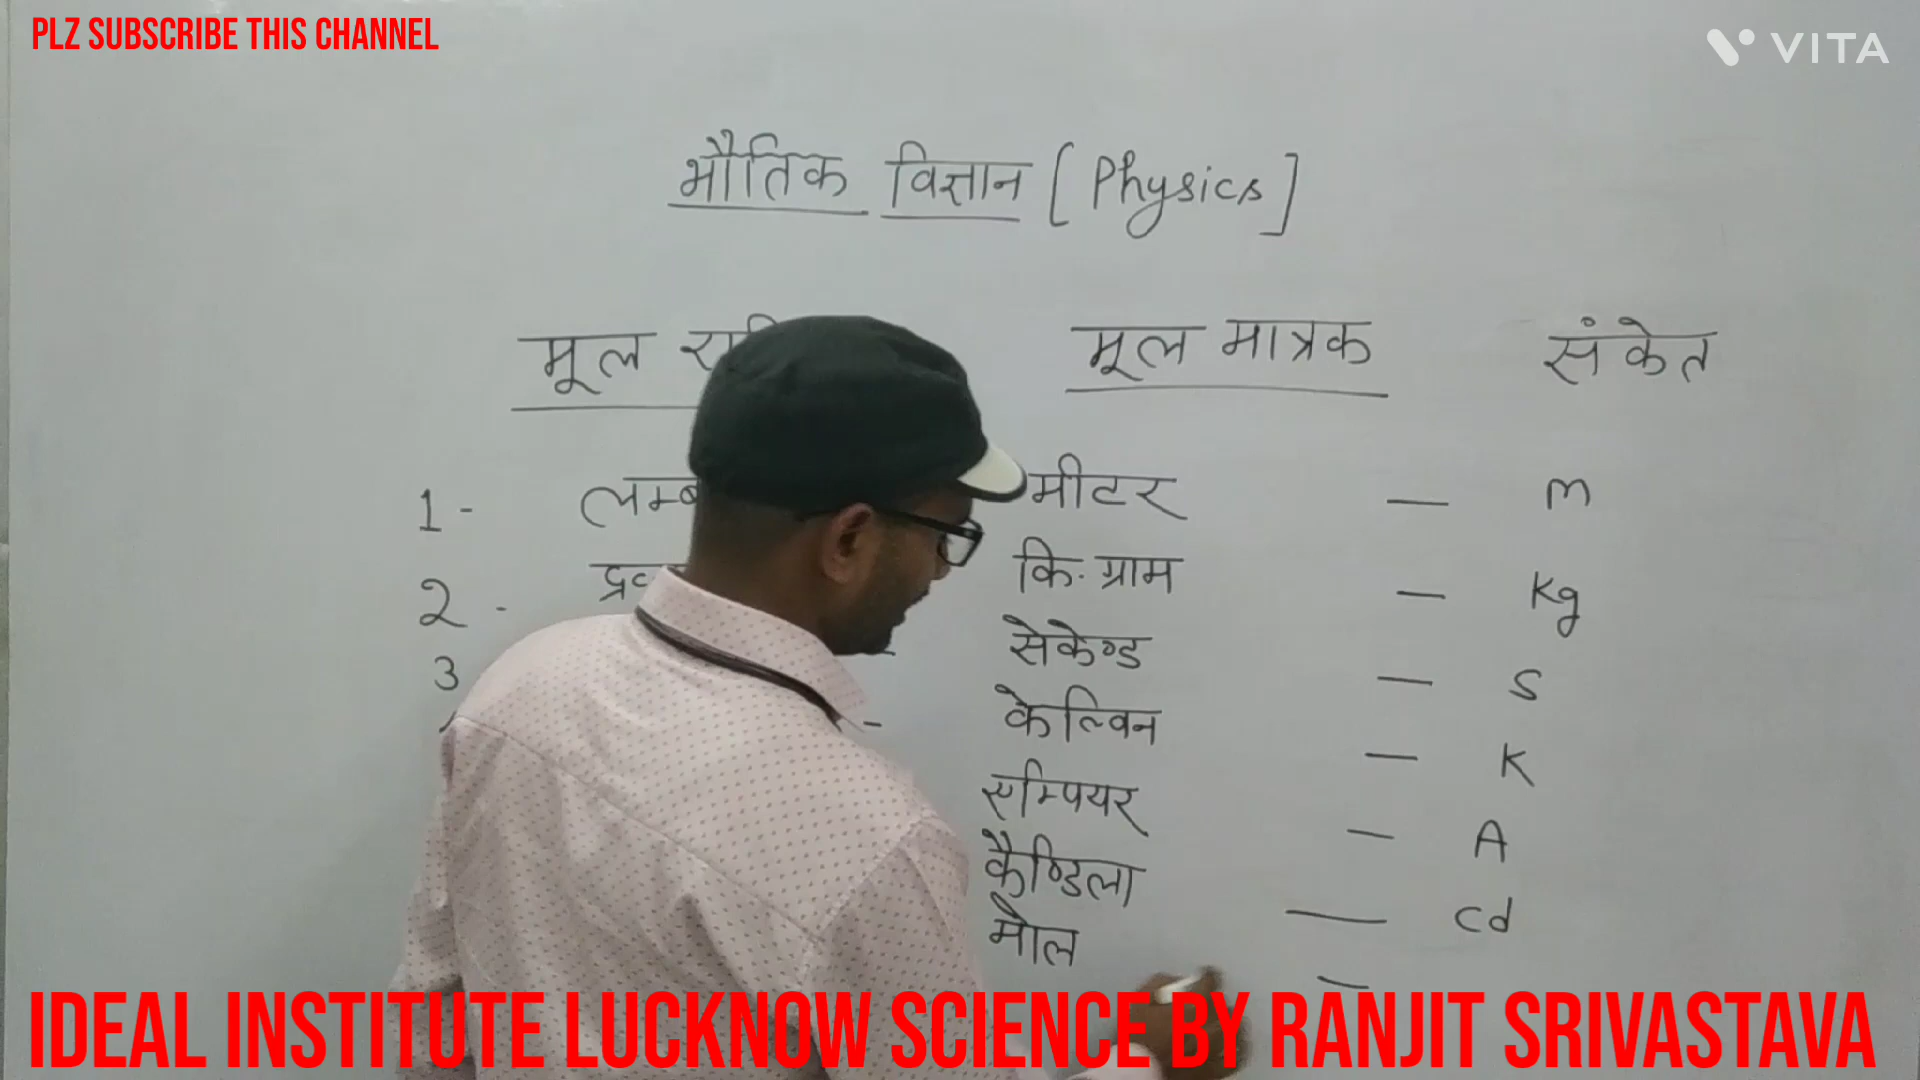 PLZ SUBSCRIBE THIS CHANNEL
VITA
भौतिक विज्ञान [Physics]
मूल मूल मात्रक संकेत
1- मीटर — m
2 - कि.ग्राम — Kg
3 सेकेण्ड — s
- केल्विन — K
एम्पियर — A
कैण्डिला — cd
मोल —
IDEAL INSTITUTE LUCKNOW SCIENCE BY RANJIT SRIVASTAVA